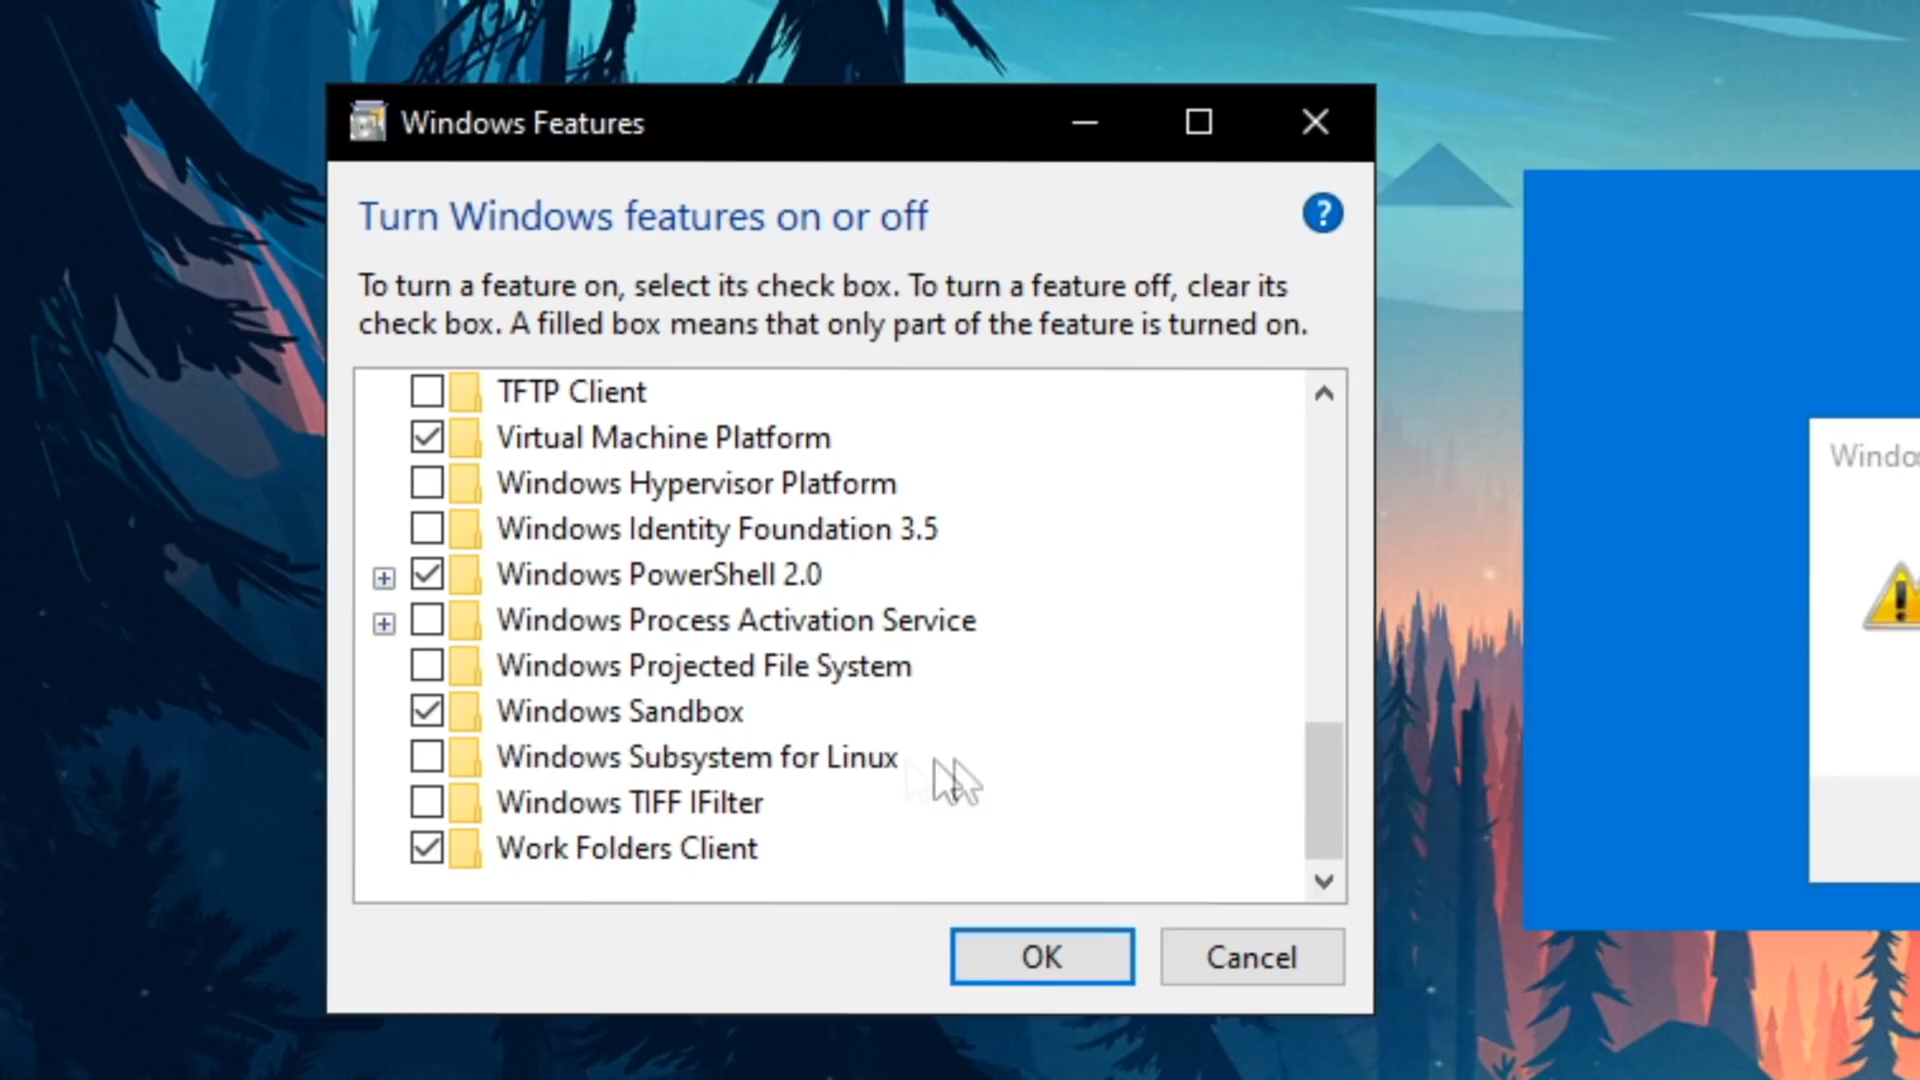 Windows Features
Turn Windows features on or off
To turn a feature on, select its check box. To turn a feature off, clear its
check box. A filled box means that only part of the feature is turned on.
TFTP Client
Virtual Machine Platform
Windows Hypervisor Platform
Windows Identity Foundation 3.5
Windows PowerShell 2.0
Windows Process Activation Service
Windows Projected File System
Windows Sandbox
Windows Subsystem for Linux
Windows TIFF IFilter
Work Folders Client
OK
Cancel